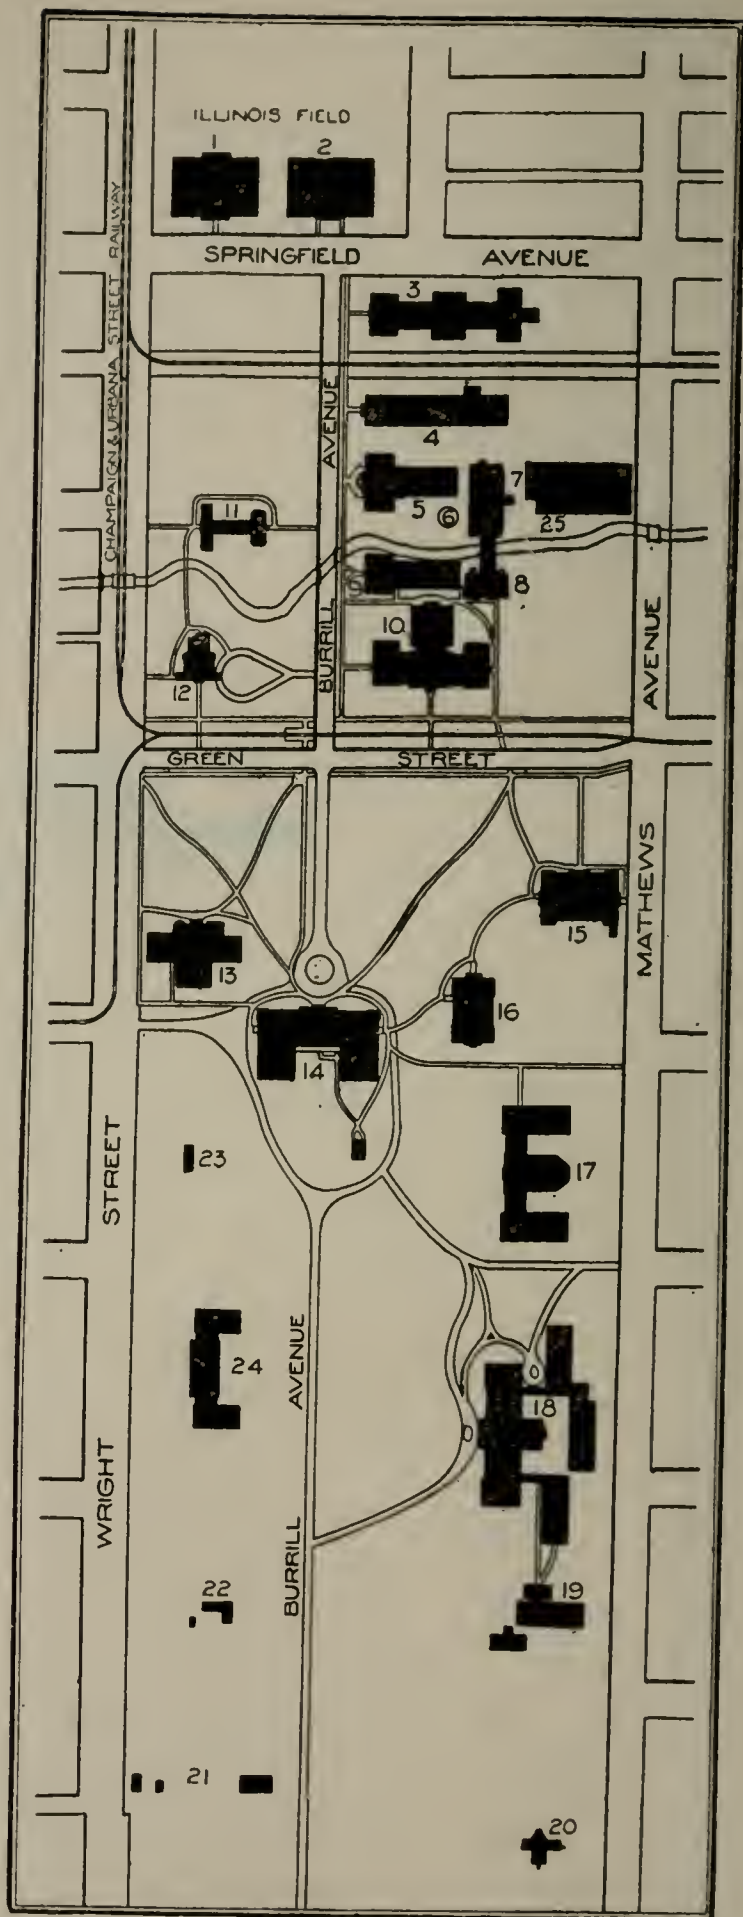 ILLINOIS FIELD
1
2
CHAMPAIGN & URBANA STREET RAILWAY
SPRINGFIELD AVENUE
3
AVENUE
4
5
6
7
25
11
8
BURRILL
10
12
AVENUE
GREEN STREET
MATHEWS
15
13
16
14
17
23
STREET
24
AVENUE
18
WRIGHT
BURRILL
19
22
21
20